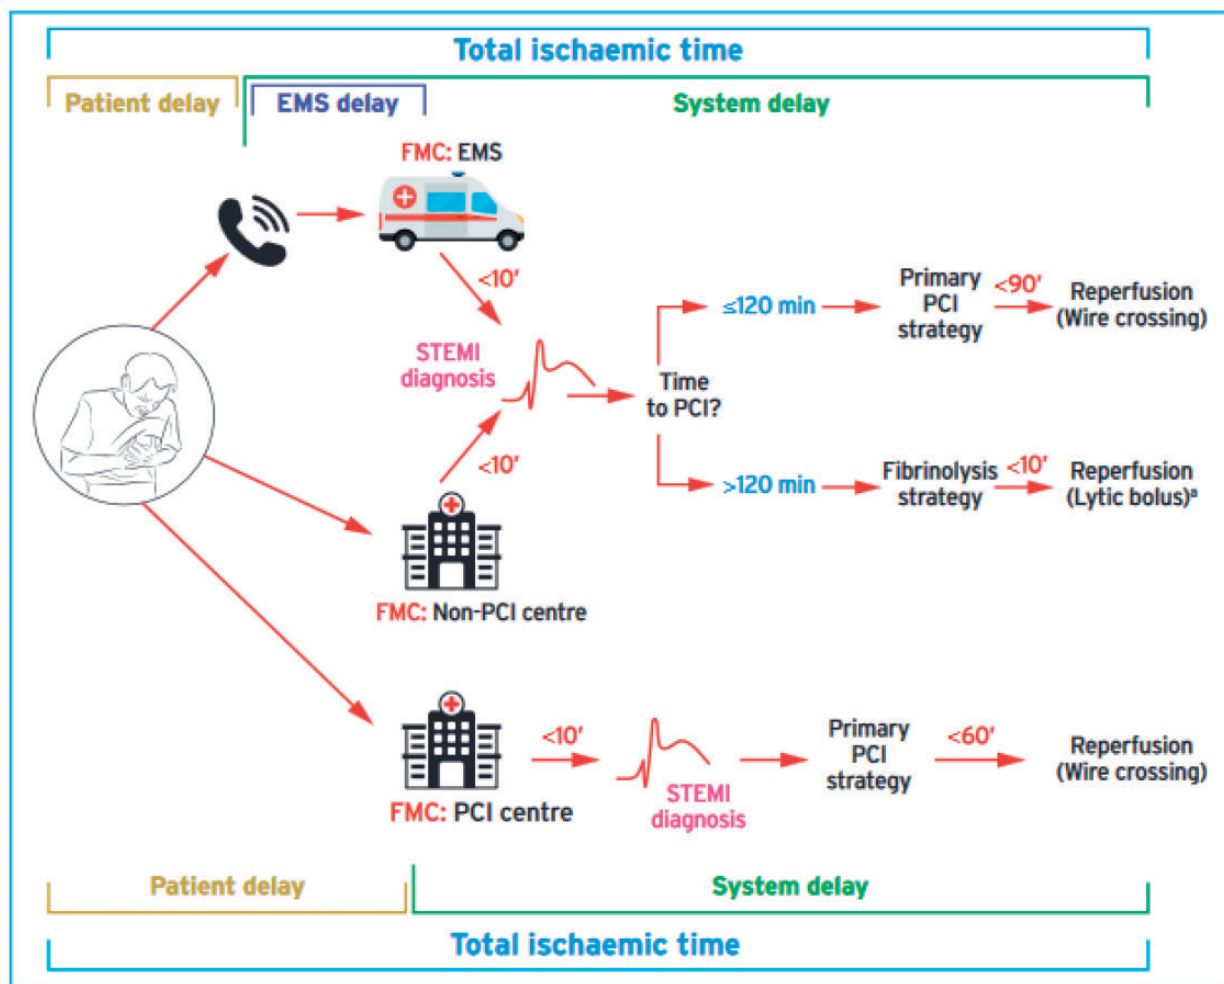 Total ischaemic time
Patient delay
EMS delay
System delay
FMC: EMS
<10'
STEMI
diagnosis
<10'
Time
to PCI?
≤120 min
Primary
PCI
strategy
<90'
Reperfusion
(Wire crossing)
>120 min
Fibrinolysis
strategy
<10'
Reperfusion
(Lytic bolus)ª
FMC: Non-PCI centre
FMC: PCI centre
<10'
STEMI
diagnosis
Primary
PCI
strategy
<60'
Reperfusion
(Wire crossing)
Patient delay
System delay
Total ischaemic time